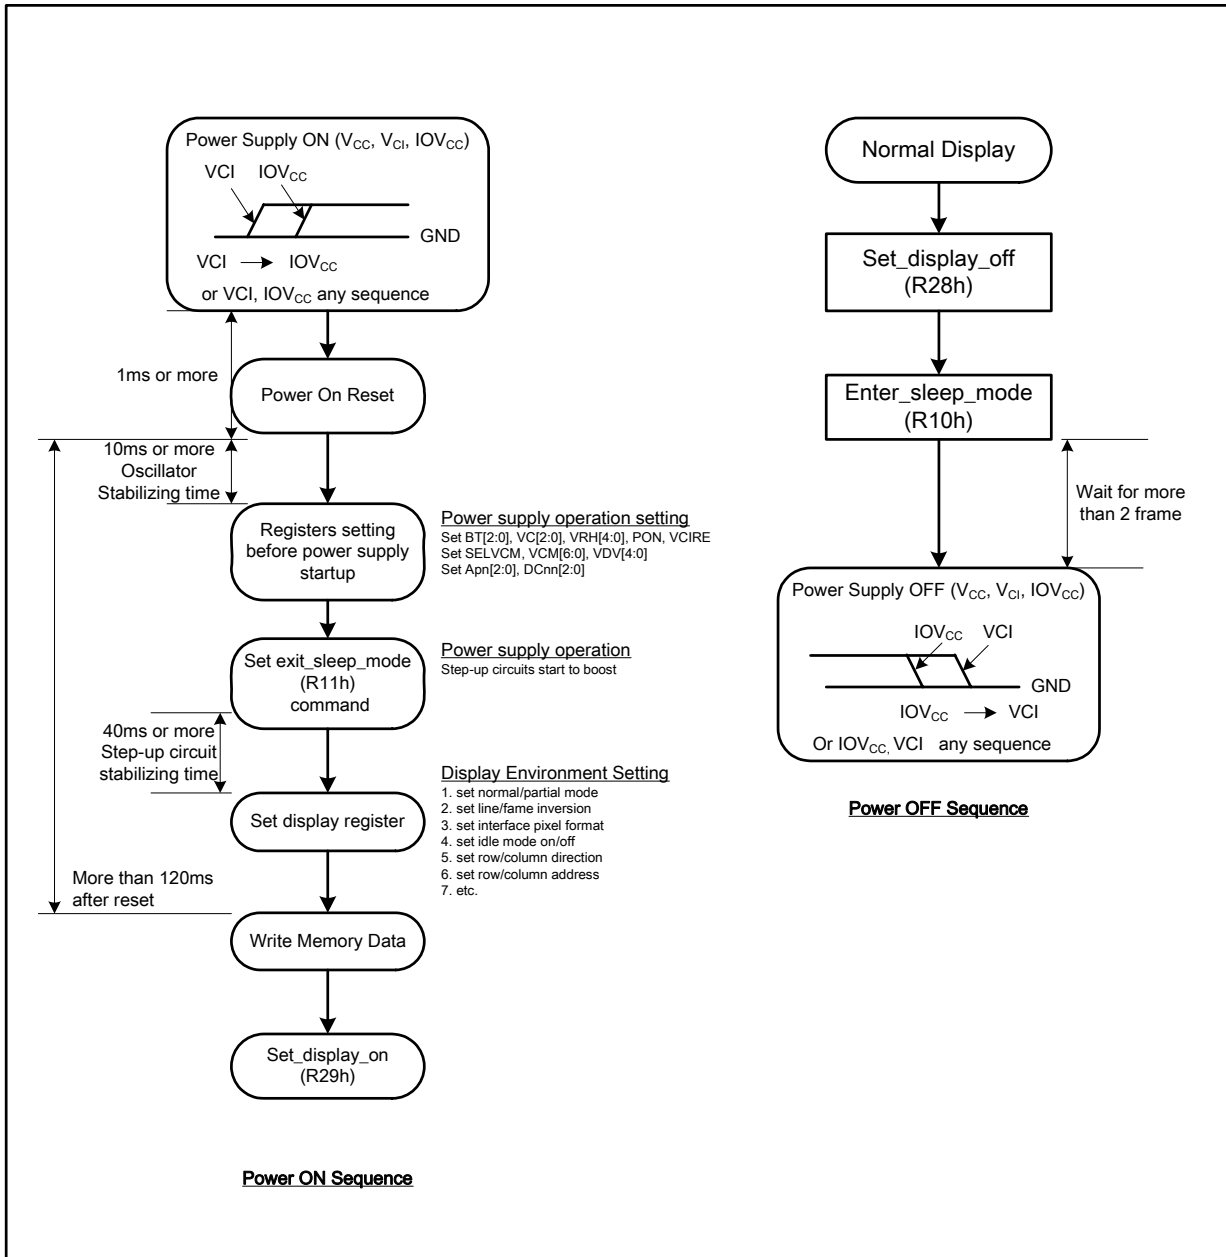 Power Supply ON (VCC, VCI, IOVCC)
VCI IOVCC
GND
VCI IOVCC
or VCI, IOVCC any sequence
1ms or more
Power On Reset
10ms or more
Oscillator
Stabilizing time
Registers setting
before power supply
startup
Power supply operation setting
Set BT[2:0], VC[2:0], VRH[4:0], PON, VCIRE
Set SELVCM, VCM[6:0], VDV[4:0]
Set Apn[2:0], DCnn[2:0]
Set exit_sleep_mode
(R11h)
command
Power supply operation
Step-up circuits start to boost
40ms or more
Step-up circuit
stabilizing time
Set display register
Display Environment Setting
1. set normal/partial mode
2. set line/fame inversion
3. set interface pixel format
4. set idle mode on/off
5. set row/column direction
6. set row/column address
7. etc.
More than 120ms
after reset
Write Memory Data
Set_display_on
(R29h)
Power ON Sequence
Normal Display
Set_display_off
(R28h)
Enter_sleep_mode
(R10h)
Wait for more
than 2 frame
Power Supply OFF (VCC, VCI, IOVCC)
IOVCC VCI
GND
IOVCC VCI
Or IOVCC, VCI any sequence
Power OFF Sequence